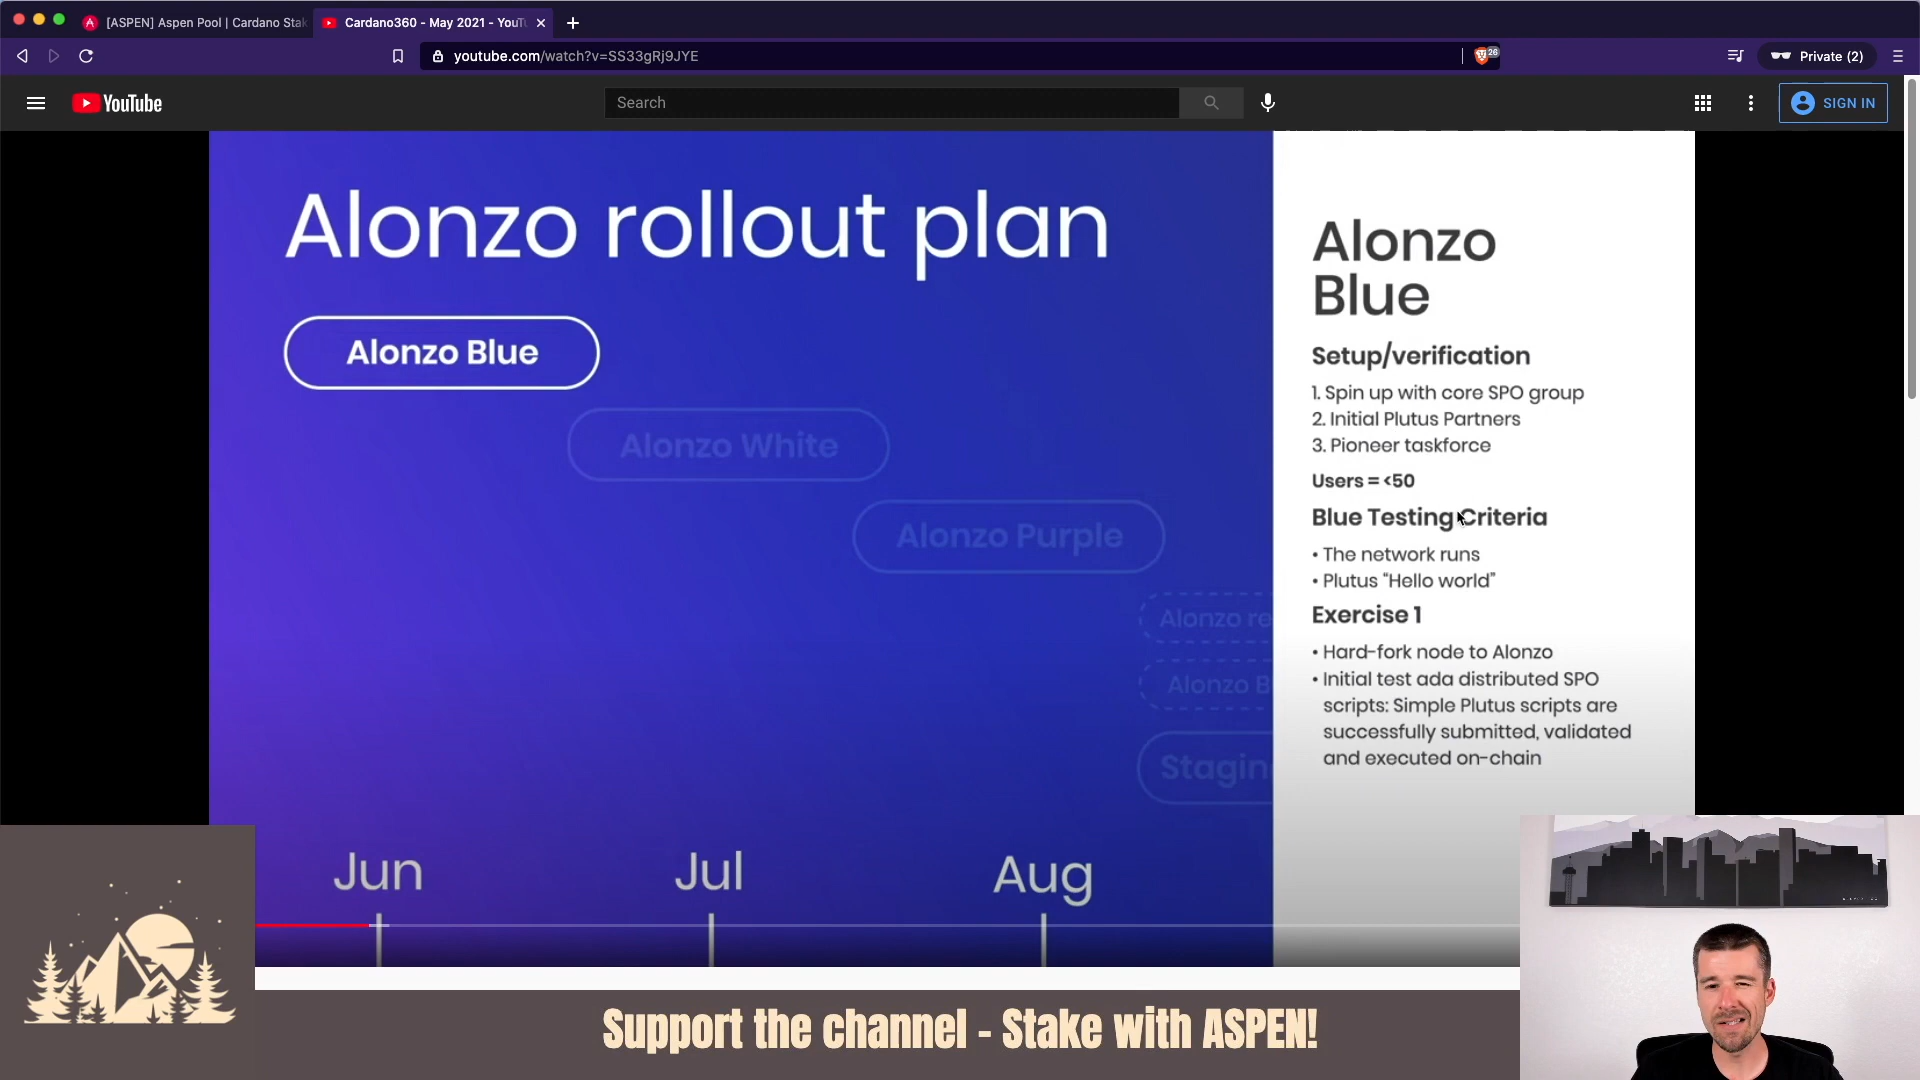 [ASPEN] Aspen Pool | Cardano Stak
Cardano360 - May 2021 - YouT
youtube.com/watch?v=SS33gRj9JYE
26
Private (2)
YouTube
Search
SIGN IN
Alonzo rollout plan
Alonzo Blue
Alonzo White
Alonzo Purple
Alonzo re
Alonzo B
Stagin
Jun
Jul
Aug
Alonzo
Blue
Setup/verification
1. Spin up with core SPO group
2. Initial Plutus Partners
3. Pioneer taskforce
Users = <50
Blue Testing Criteria
• The network runs
• Plutus “Hello world”
Exercise 1
• Hard-fork node to Alonzo
• Initial test ada distributed SPO
scripts: Simple Plutus scripts are
successfully submitted, validated
and executed on-chain
Support the channel - Stake with ASPEN!